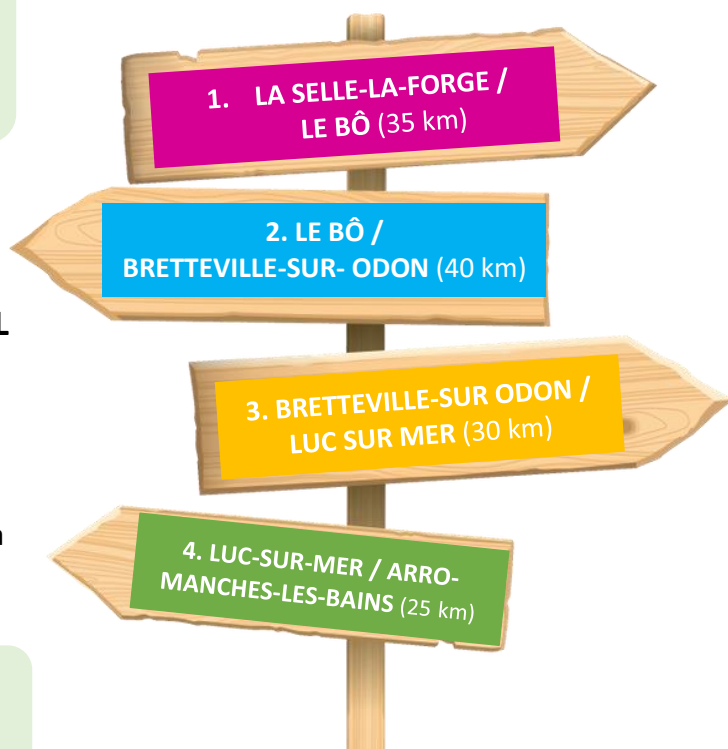 1. LA SELLE-LA-FORGE /
LE BÔ (35 km)
2. LE BÔ /
BRETTEVILLE-SUR- ODON (40 km)
L
3. BRETTEVILLE-SUR ODON /
LUC SUR MER (30 km)
4. LUC-SUR-MER / ARRO-
MANCHES-LES-BAINS (25 km)